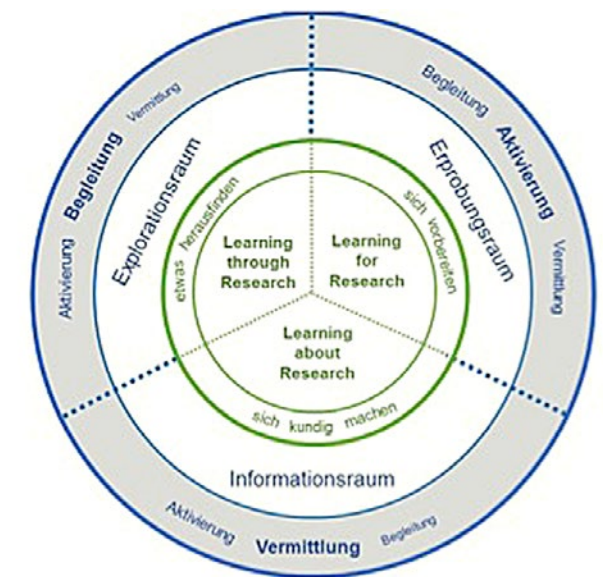 Vermittlung
Begleitung
Aktivierung
Explorationsraum
etwas herausfinden
Learning
through
Research
Begleitung
Aktivierung
Vermittlung
Erprobungsraum
sich vorbereiten
Learning
for
Research
Learning
about
Research
sich kundig machen
Informationsraum
Aktivierung
Vermittlung
Begleitung